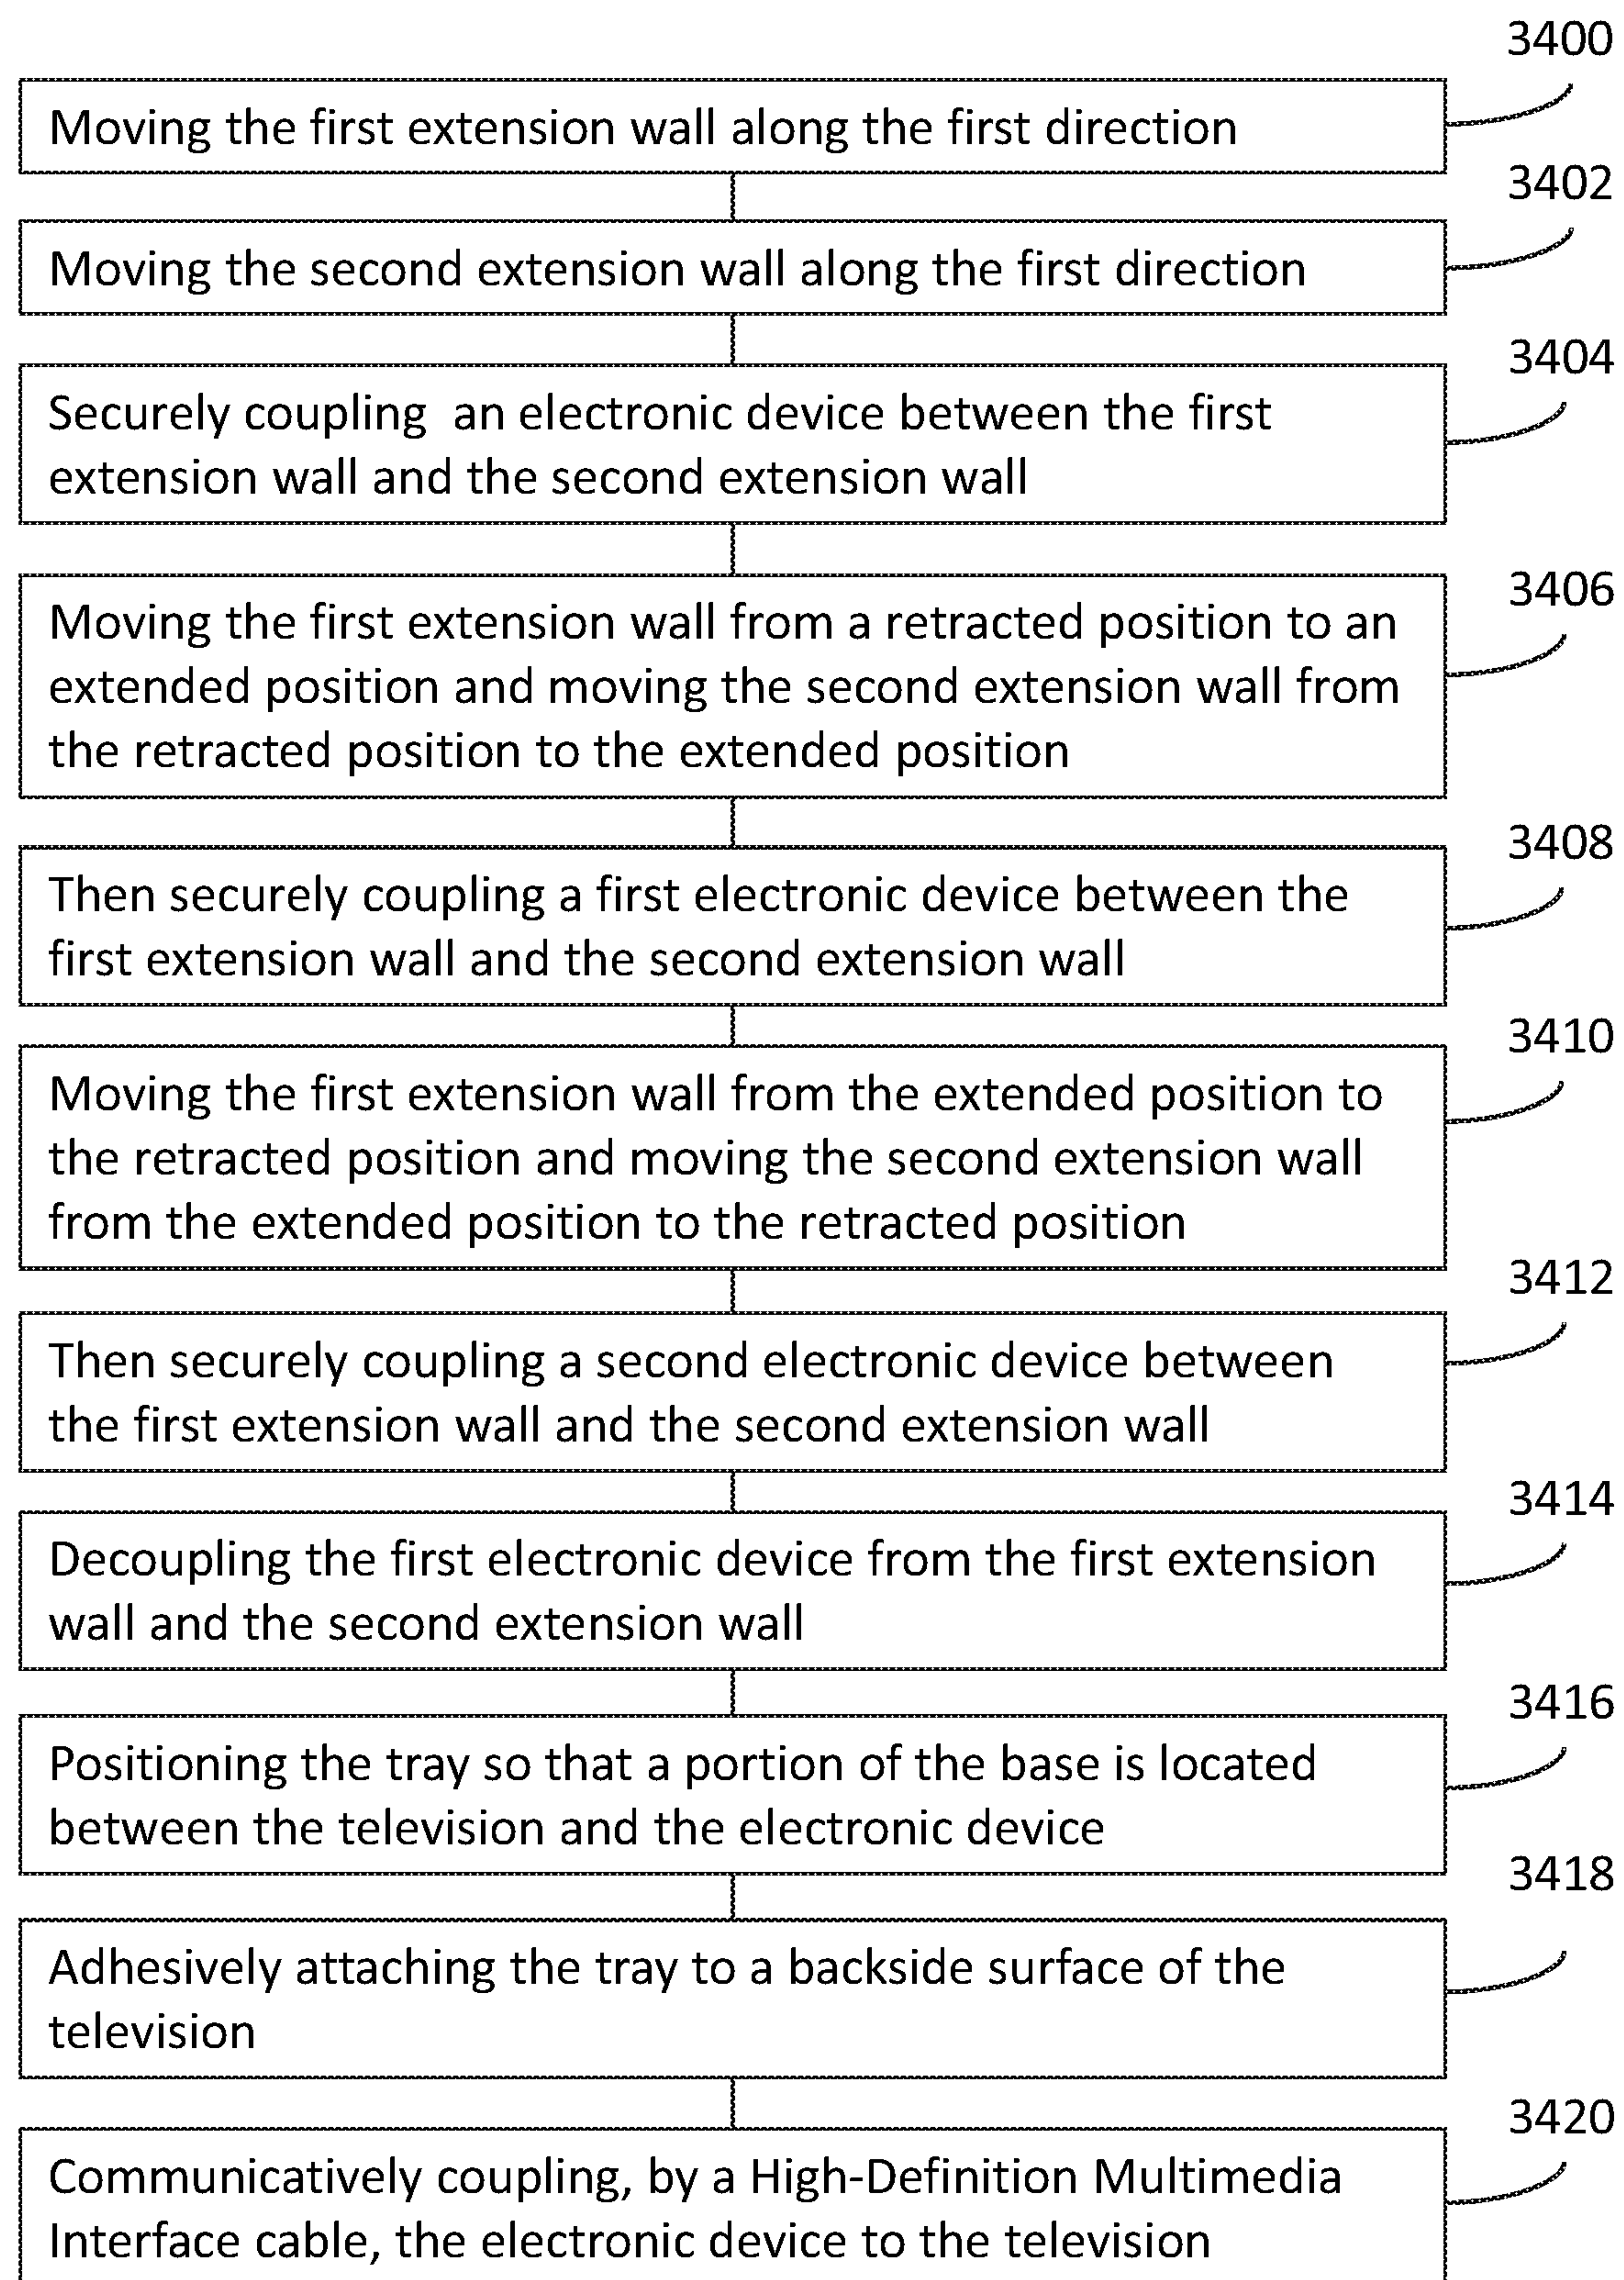 3400
Moving the first extension wall along the first direction
3402
Moving the second extension wall along the first direction
3404
Securely coupling  an electronic device between the first
extension wall and the second extension wall
3406
Moving the first extension wall from a retracted position to an
extended position and moving the second extension wall from
the retracted position to the extended position
3408
Then securely coupling a first electronic device between the
first extension wall and the second extension wall
3410
Moving the first extension wall from the extended position to
the retracted position and moving the second extension wall
from the extended position to the retracted position
3412
Then securely coupling a second electronic device between
the first extension wall and the second extension wall
3414
Decoupling the first electronic device from the first extension
wall and the second extension wall
3416
Positioning the tray so that a portion of the base is located
between the television and the electronic device
3418
Adhesively attaching the tray to a backside surface of the
television
3420
Communicatively coupling, by a High-Definition Multimedia
Interface cable, the electronic device to the television